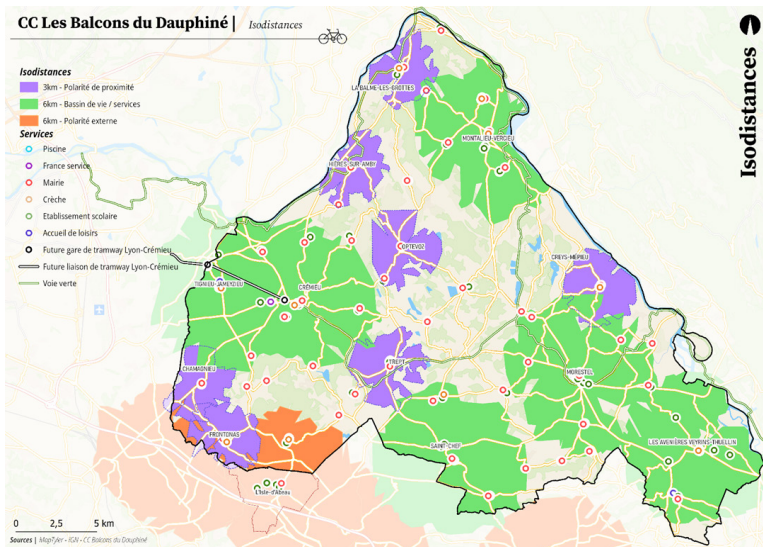 CC Les Balcons du Dauphiné | Isodistances
Isodistances
Isodistances
3km - Polarité de proximité
6km - Bassin de vie / services
6km - Polarité externe
Services
Piscine
France service
Mairie
Crèche
Etablissement scolaire
Accueil de loisirs
Future gare de tramway Lyon-Crémieu
Future liaison de tramway Lyon-Crémieu
Voie verte
LA BALME-LES-GROTTES
MONTALIEU-VERCIEU
HIÈRES-SUR-AMBY
OPTEVOZ
CREYS-MÉPIEU
TIGNIEU-JAMEYZIEU
CRÉMIEU
CHAMAGNIEU
TREPT
MORESTEL
FRONTONAS
SAINT-CHEF
LES AVENIÈRES VEYRINS-THUELLIN
L'Isle-d'Abeau
0 2,5 5 km
Sources | MapTyler - IGN - CC Balcons du Dauphiné